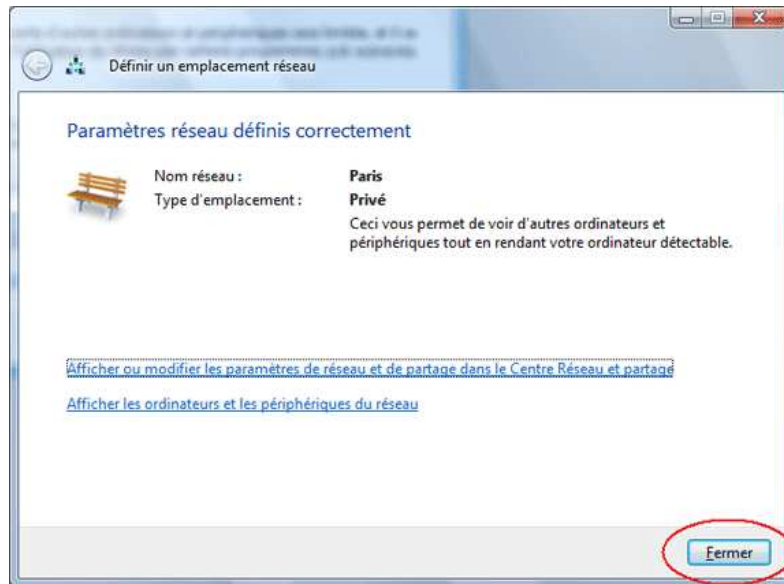 Définir un emplacement réseau
Paramètres réseau définis correctement
Nom réseau : Paris
Type d'emplacement : Privé
Ceci vous permet de voir d'autres ordinateurs et
périphériques tout en rendant votre ordinateur détectable.
Afficher ou modifier les paramètres de réseau et de partage dans le Centre Réseau et partage
Afficher les ordinateurs et les périphériques du réseau
Fermer